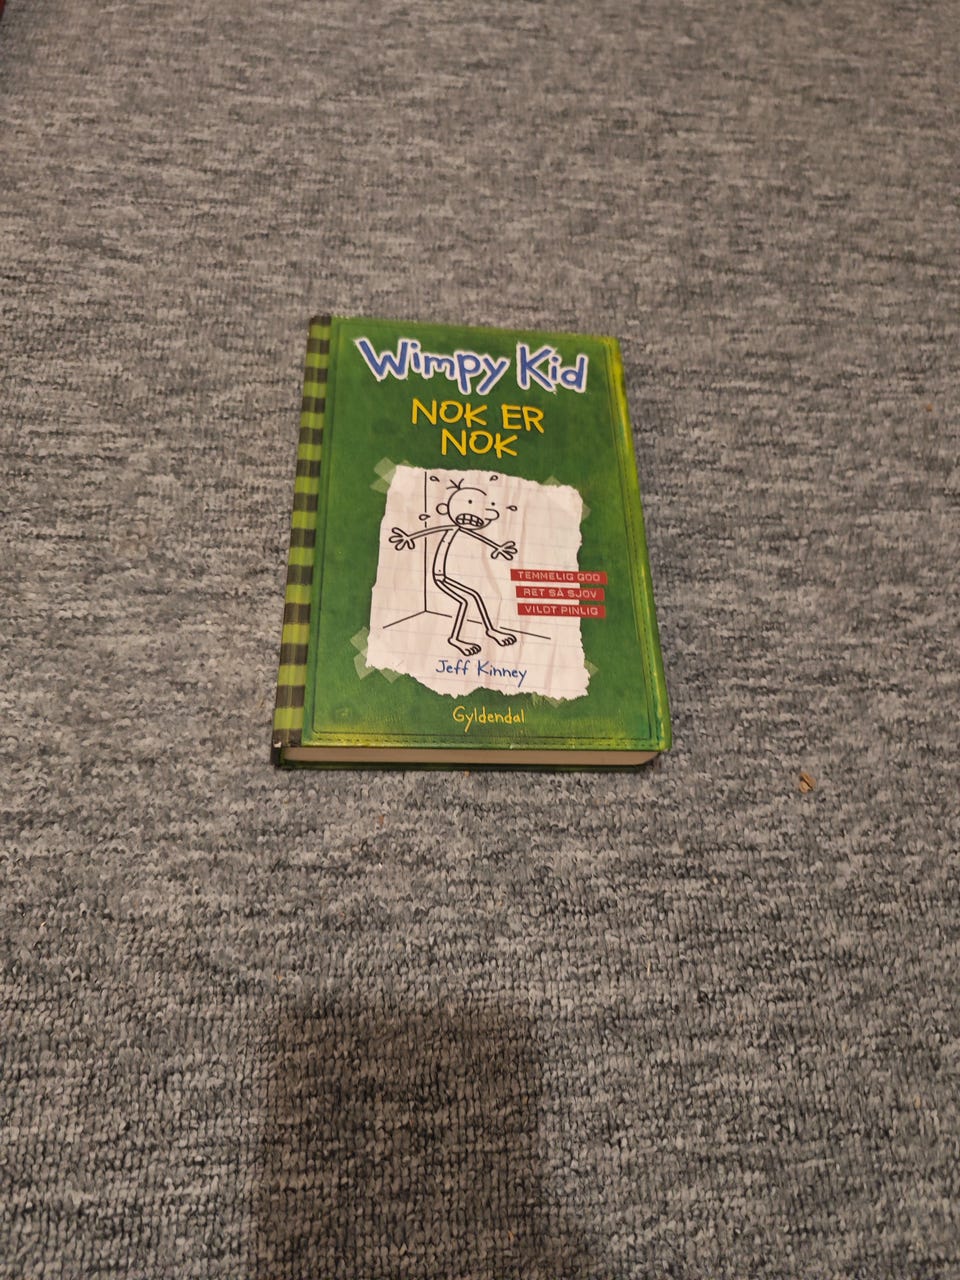 Wimpy Kid
NOK ER
NOK
TEMMELIG GOD
RET SÅ SJOV
VILDT PINLIG
Jeff Kinney
Gyldendal